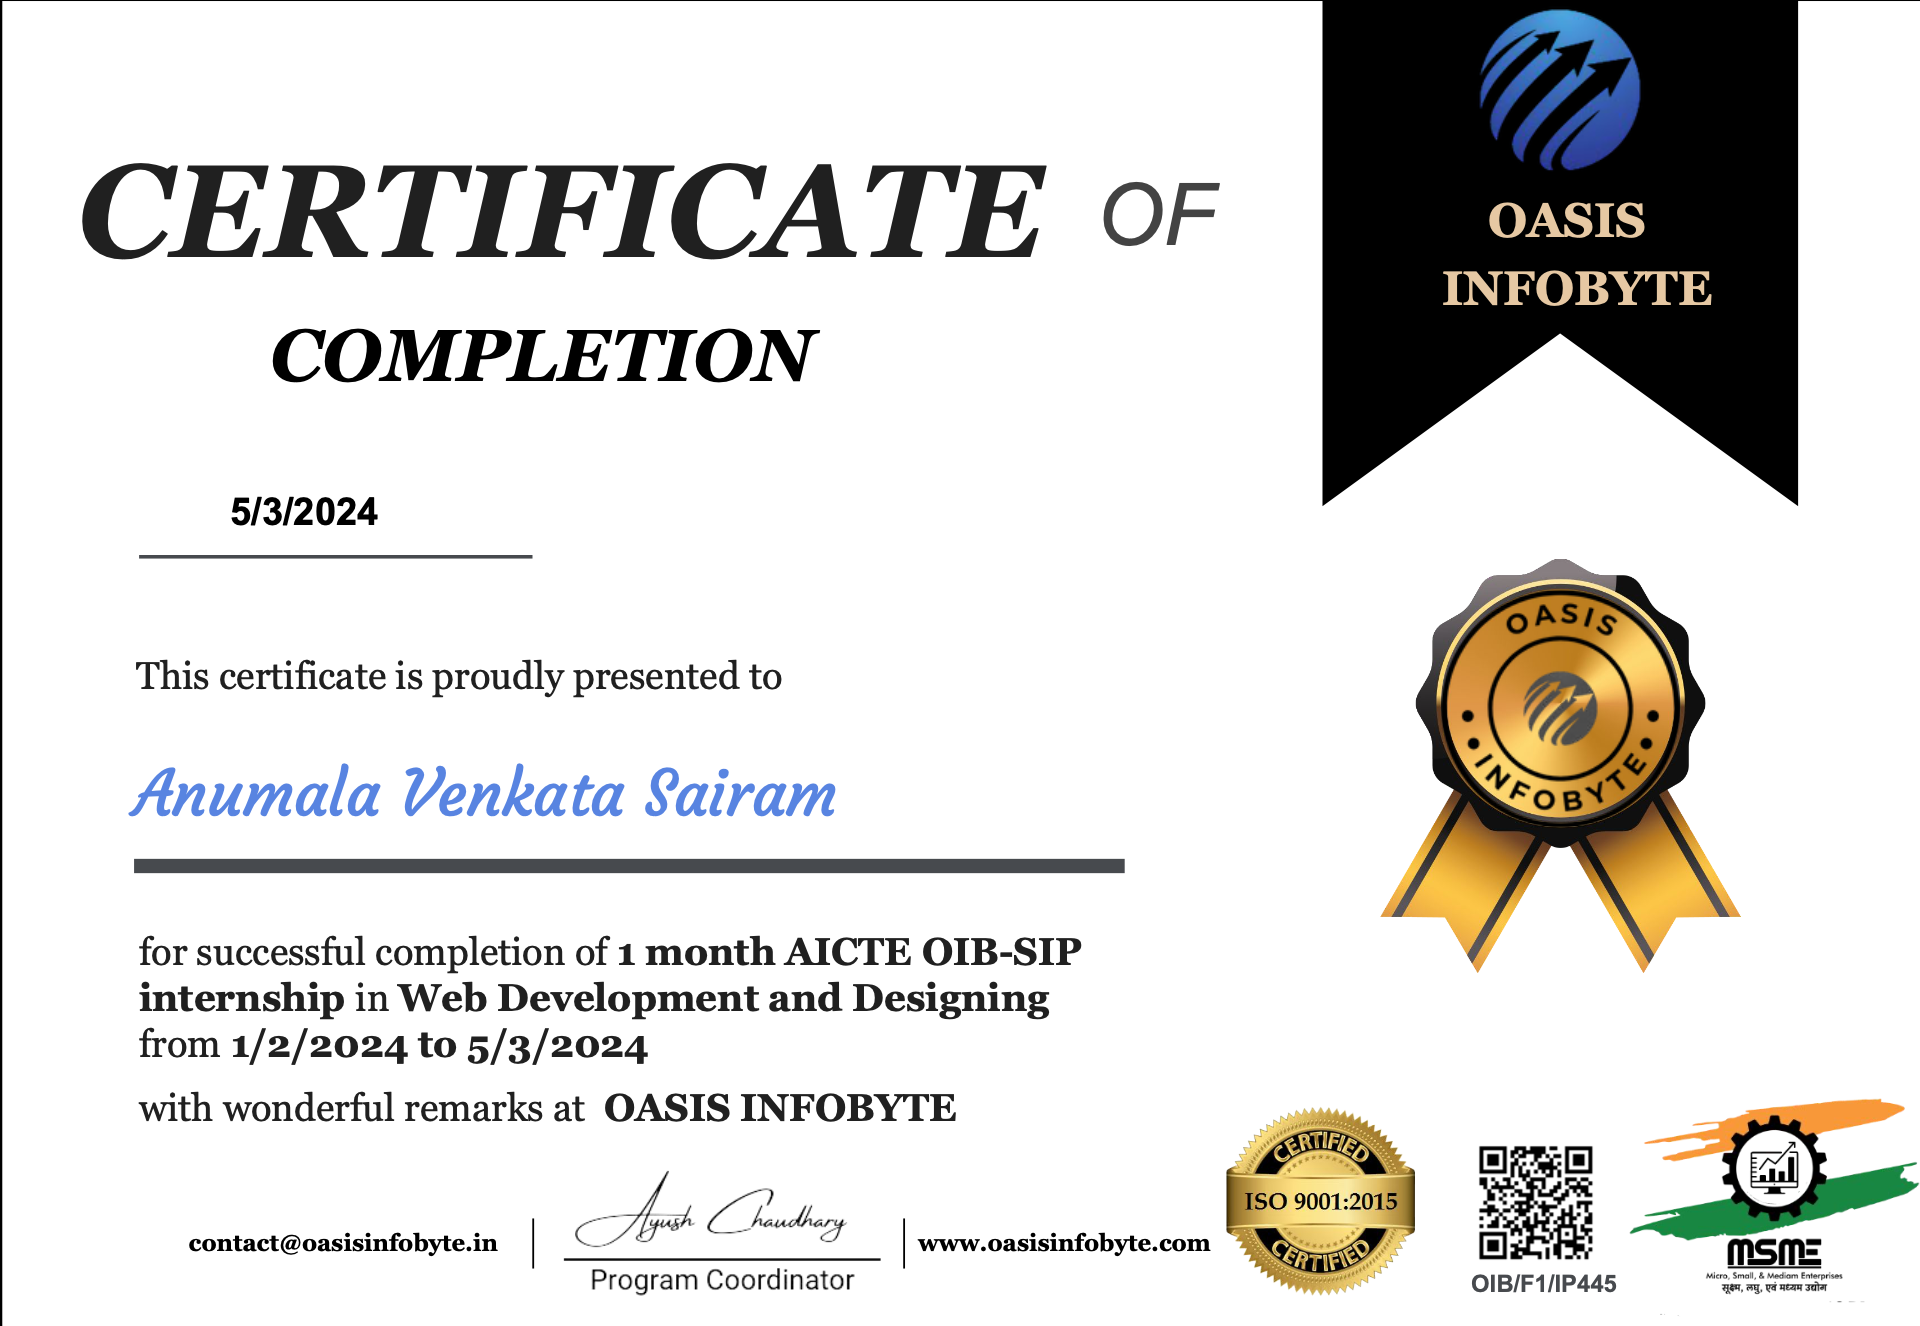 OASIS
INFOBYTE
CERTIFICATE OF
COMPLETION
5/3/2024
This certificate is proudly presented to
Anumala Venkata Sairam
for successful completion of 1 month AICTE OIB-SIP
internship in Web Development and Designing
from 1/2/2024 to 5/3/2024
with wonderful remarks at OASIS INFOBYTE
OASIS
INFOBYTE
contact@oasisinfobyte.in
Ayush Chaudhary
Program Coordinator
www.oasisinfobyte.com
CERTIFIED
ISO 9001:2015
CERTIFIED
OIB/F1/IP445
MSME
Micro, Small, & Mediam Enterprises
सूक्ष्म, लघु, एवं मध्यम उद्योग